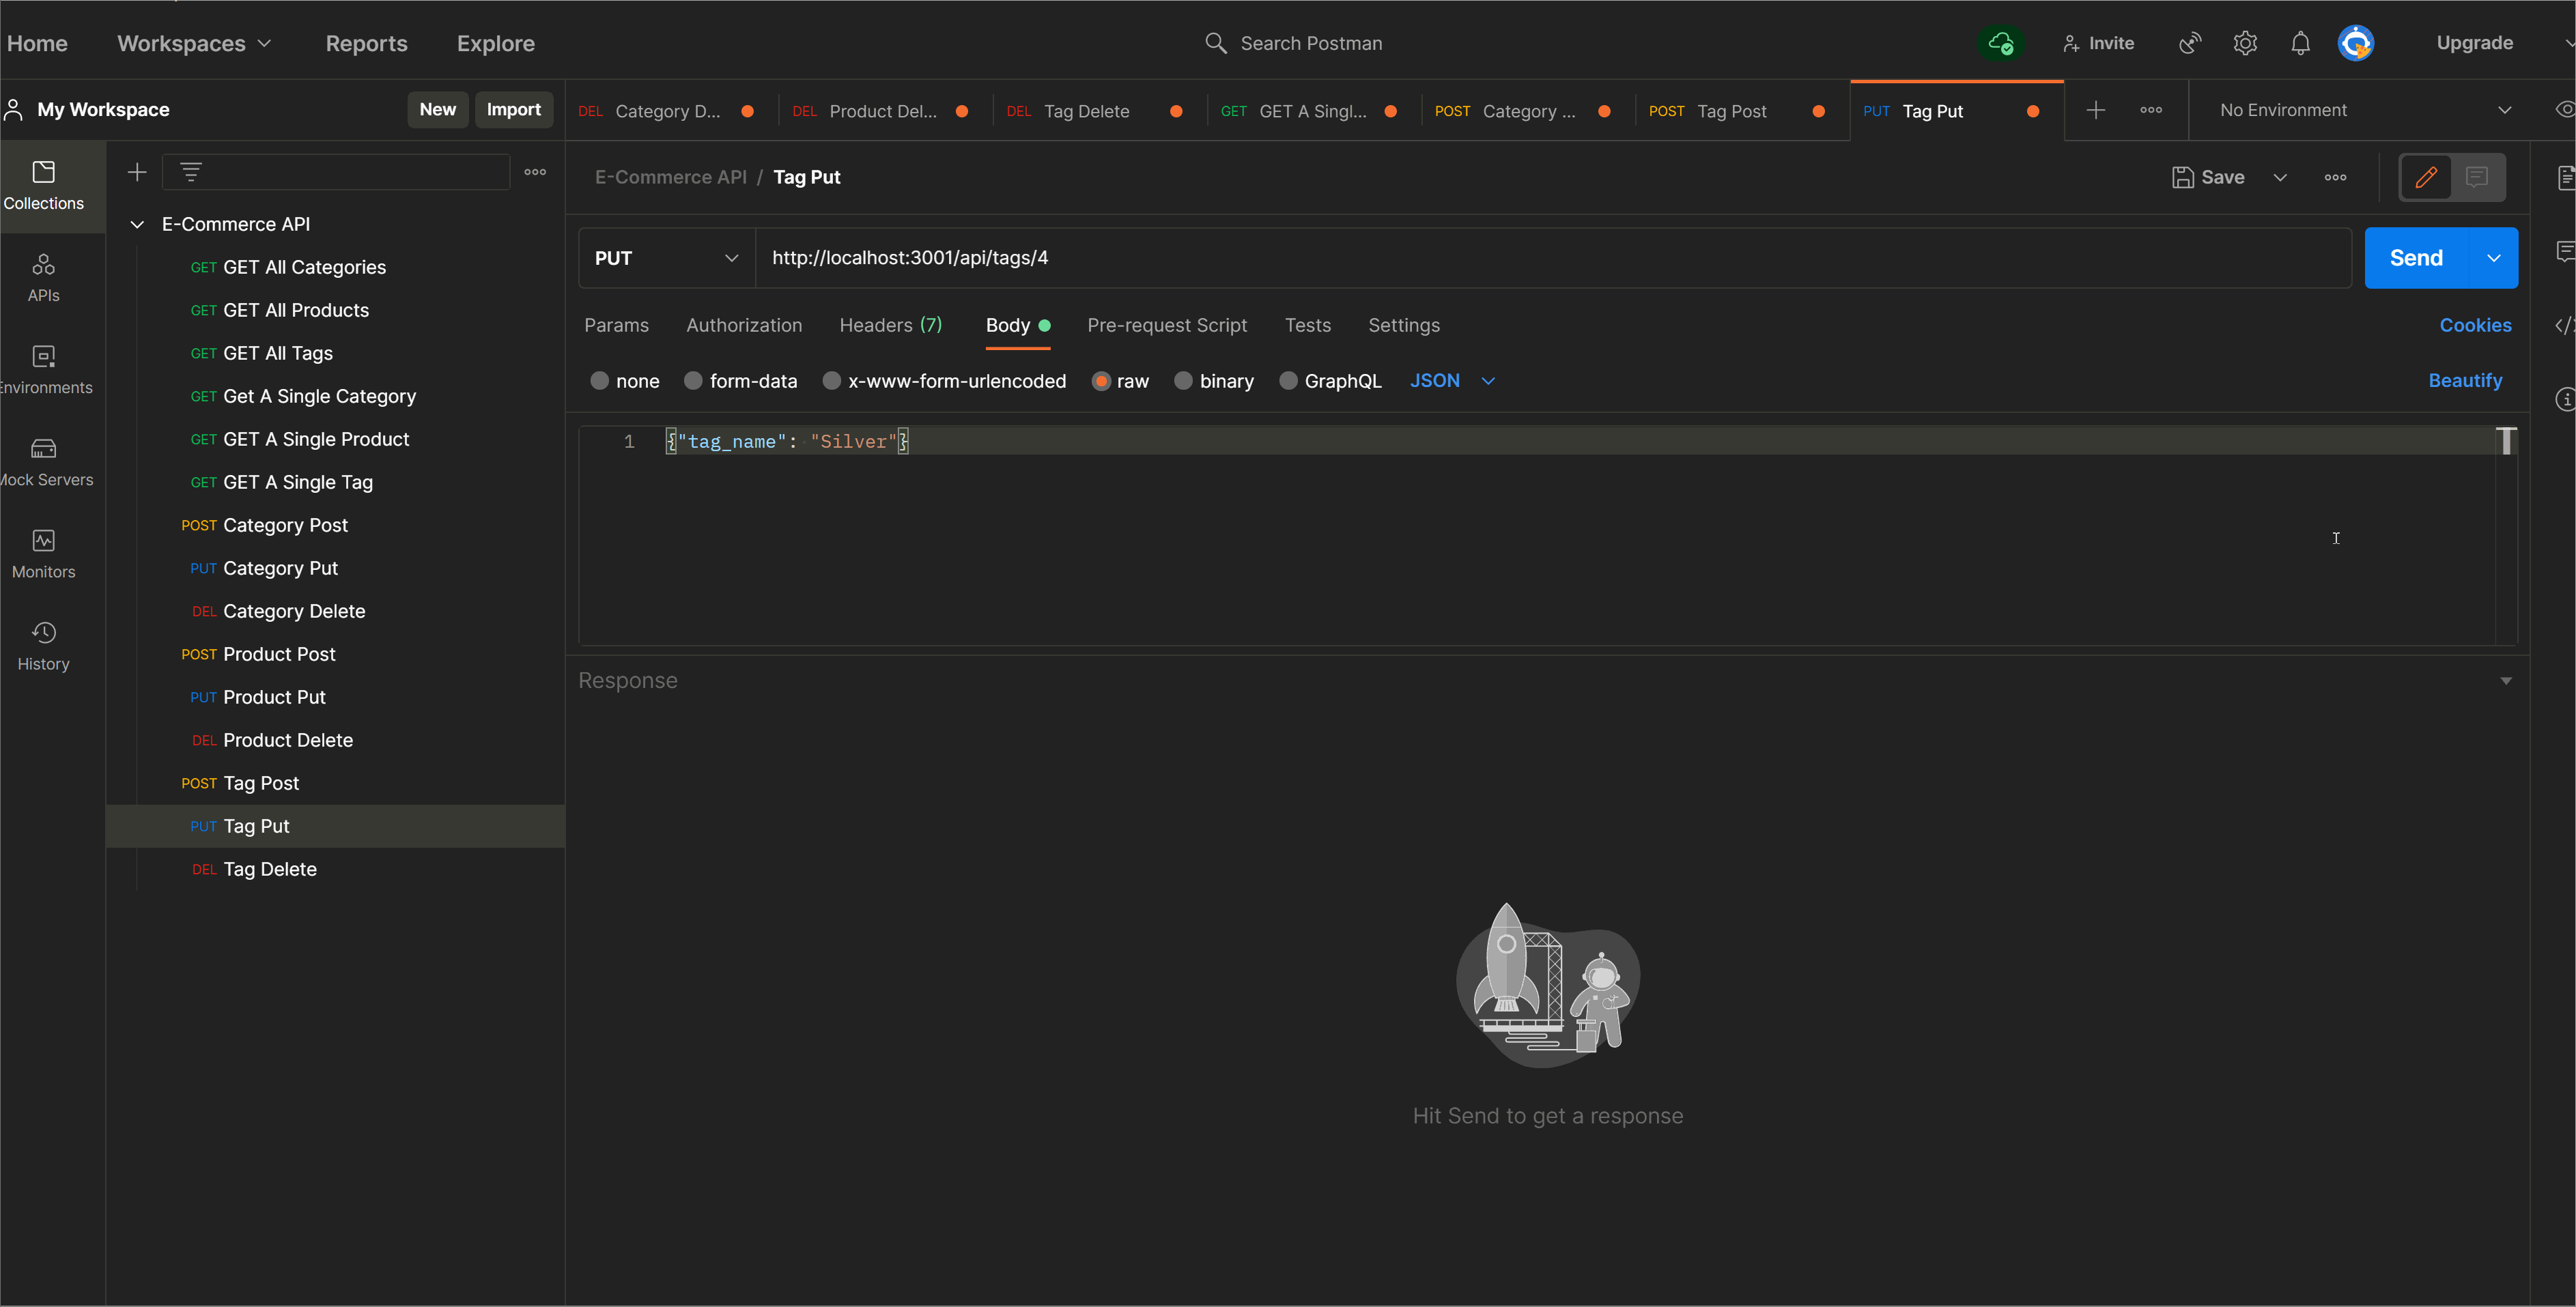 Home Workspaces Reports Explore Search Postman Invite Upgrade
My Workspace New Import DEL Category D... DEL Product Del... DEL Tag Delete GET GET A Singl... POST Category ... POST Tag Post PUT Tag Put No Environment
E-Commerce API / Tag Put Save
Collections
E-Commerce API
PUT http://localhost:3001/api/tags/4 Send
GET GET All Categories
APIs
GET GET All Products
Params Authorization Headers (7) Body Pre-request Script Tests Settings Cookies
GET GET All Tags
nvironments
none form-data x-www-form-urlencoded raw binary GraphQL JSON Beautify
GET Get A Single Category
GET GET A Single Product
1 {"tag_name": "Silver"}
Mock Servers
GET GET A Single Tag
POST Category Post
Monitors
PUT Category Put
DEL Category Delete
History
POST Product Post
Response
PUT Product Put
DEL Product Delete
POST Tag Post
PUT Tag Put
DEL Tag Delete
Hit Send to get a response